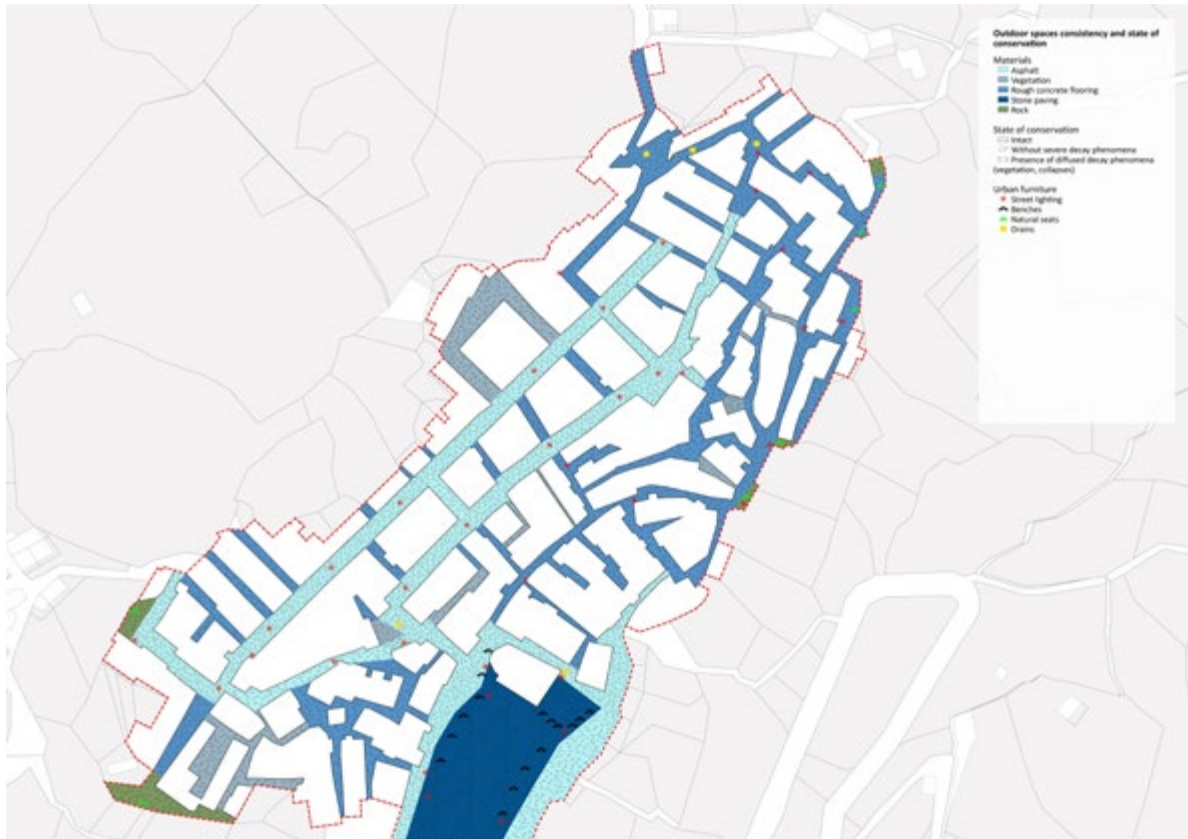 Outdoor spaces consistency and state of
conservation
Materials
Asphalt
Vegetation
Rough concrete flooring
Stone paving
Rock
State of conservation
Intact
Without severe decay phenomena
Presence of diffused decay phenomena
(vegetation, collapses)
Urban furniture
Street lighting
Benches
Natural seats
Drains